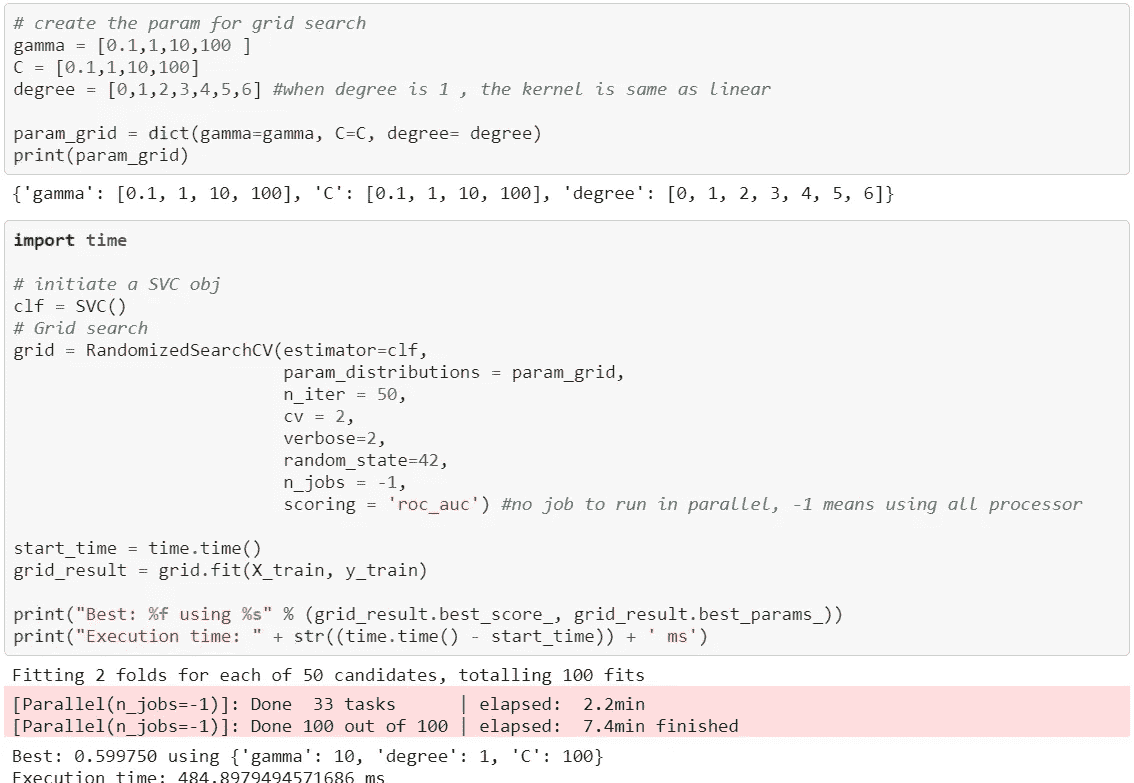 # create the param for grid search
gamma = [0.1,1,10,100 ]
C = [0.1,1,10,100]
degree = [0,1,2,3,4,5,6] #when degree is 1 , the kernel is same as linear
param_grid = dict(gamma=gamma, C=C, degree= degree)
print(param_grid)
{'gamma': [0.1, 1, 10, 100], 'C': [0.1, 1, 10, 100], 'degree': [0, 1, 2, 3, 4, 5, 6]}
import time
# initiate a SVC obj
clf = SVC()
# Grid search
grid = RandomizedSearchCV(estimator=clf,
param_distributions = param_grid,
n_iter = 50,
cv = 2,
verbose=2,
random_state=42,
n_jobs = -1,
scoring = 'roc_auc') #no job to run in parallel, -1 means using all processor
start_time = time.time()
grid_result = grid.fit(X_train, y_train)
print("Best: %f using %s" % (grid_result.best_score_, grid_result.best_params_))
print("Execution time: " + str((time.time() - start_time)) + ' ms')
Fitting 2 folds for each of 50 candidates, totalling 100 fits
[Parallel(n_jobs=-1)]: Done  33 tasks      | elapsed:  2.2min
[Parallel(n_jobs=-1)]: Done 100 out of 100 | elapsed:  7.4min finished
Best: 0.599750 using {'gamma': 10, 'degree': 1, 'C': 100}
Execution time: 484.8979494571686 ms